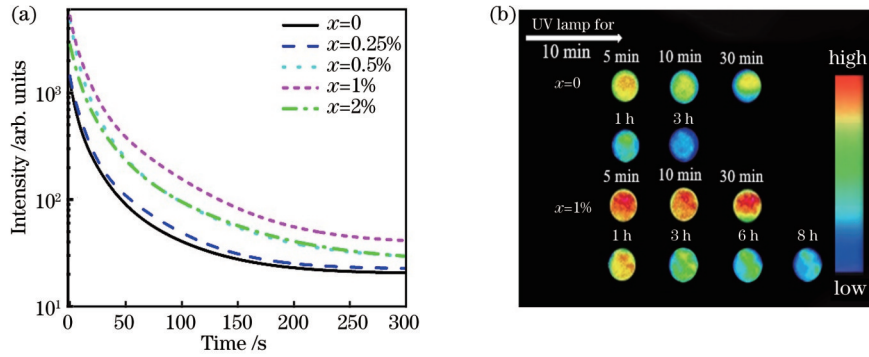 (a)
x=0
x=0.25%
x=0.5%
x=1%
x=2%
Intensity /arb. units
10³
10²
10¹
0 50 100 150 200 250 300
Time /s
(b)
UV lamp for
10 min
5 min 10 min 30 min
x=0
1 h 3 h
5 min 10 min 30 min
x=1%
1 h 3 h 6 h 8 h
high
low